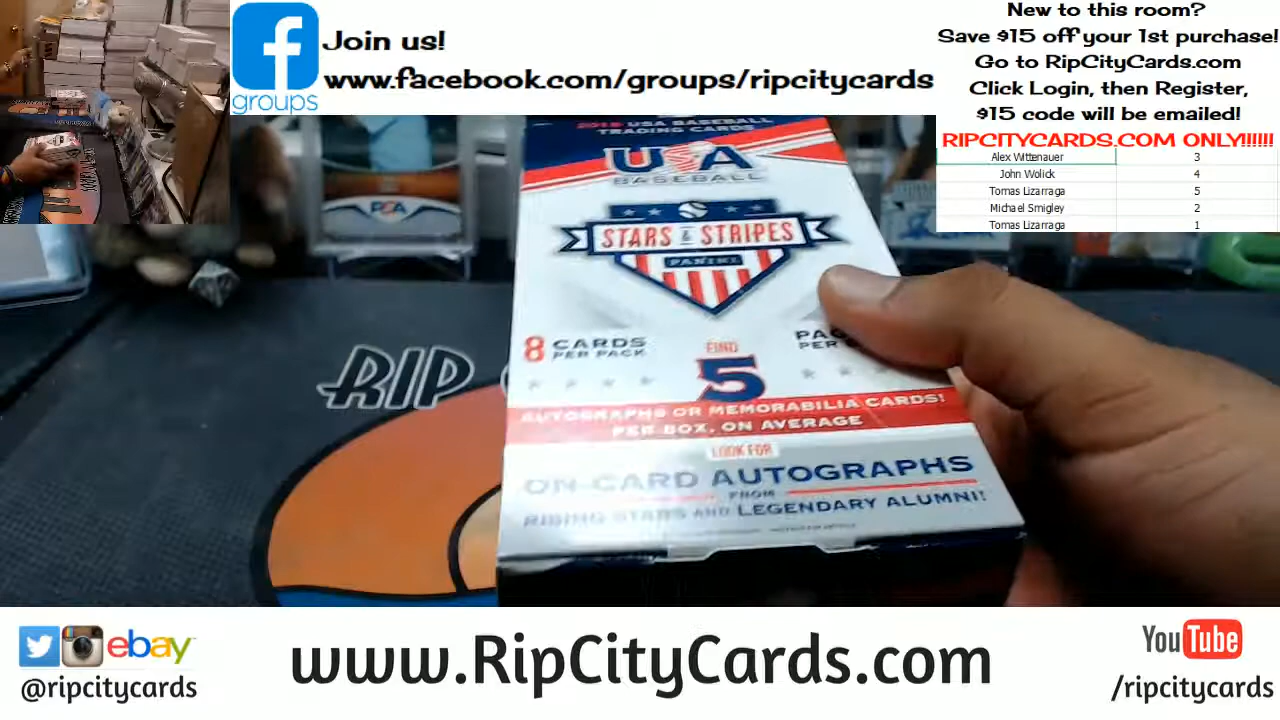 Join us!
www.facebook.com/groups/ripcitycards
groups
New to this room?
Save $15 off your 1st purchase!
Go to RipCityCards.com
Click Login, then Register,
$15 code will be emailed!
RIPCITYCARDS.COM ONLY!!!!!!
Alex Wittenauer 3
John Wolick 4
Tomas Lizarraga 5
Michael Smigley 2
Tomas Lizarraga 1
USA BASEBALL
TRADING CARDS
USA
BASEBALL
STARS & STRIPES
PANINI
8 CARDS
PER PACK
PAC
PER
FIND
5
AUTOGRAPHS OR MEMORABILIA CARDS!
PER BOX, ON AVERAGE
LOOK FOR
ON-CARD AUTOGRAPHS
FROM
RISING STARS AND LEGENDARY ALUMNI!
RIP
ebay
@ripcitycards
www.RipCityCards.com
YouTube
/ripcitycards